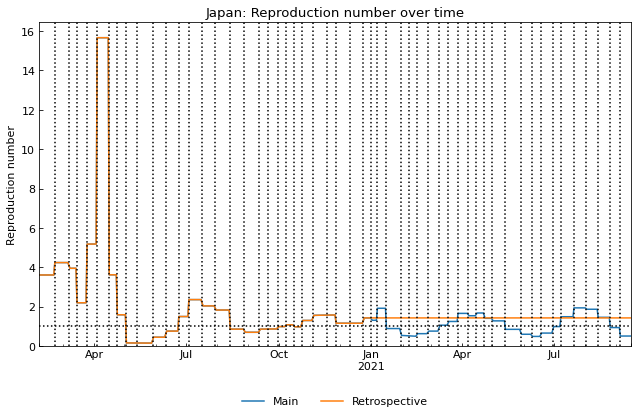 Japan: Reproduction number over time
Reproduction number
16
14
12
10
8
6
4
2
0
Apr Jul Oct Jan Apr Jul
2021
Main Retrospective